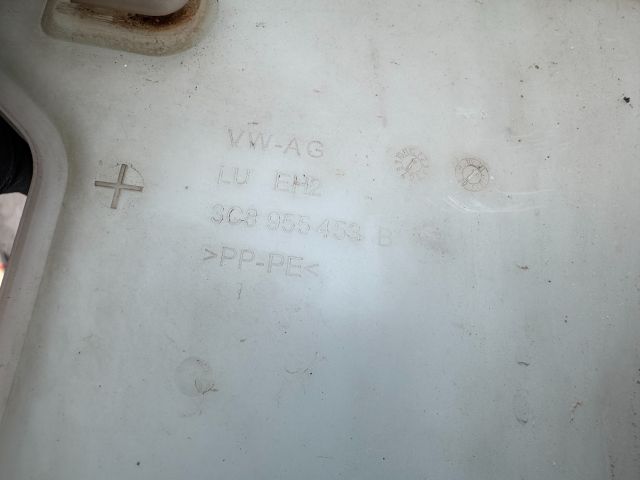 VW-AG
LU EH2
3C8 955 453 B
>PP-PE<